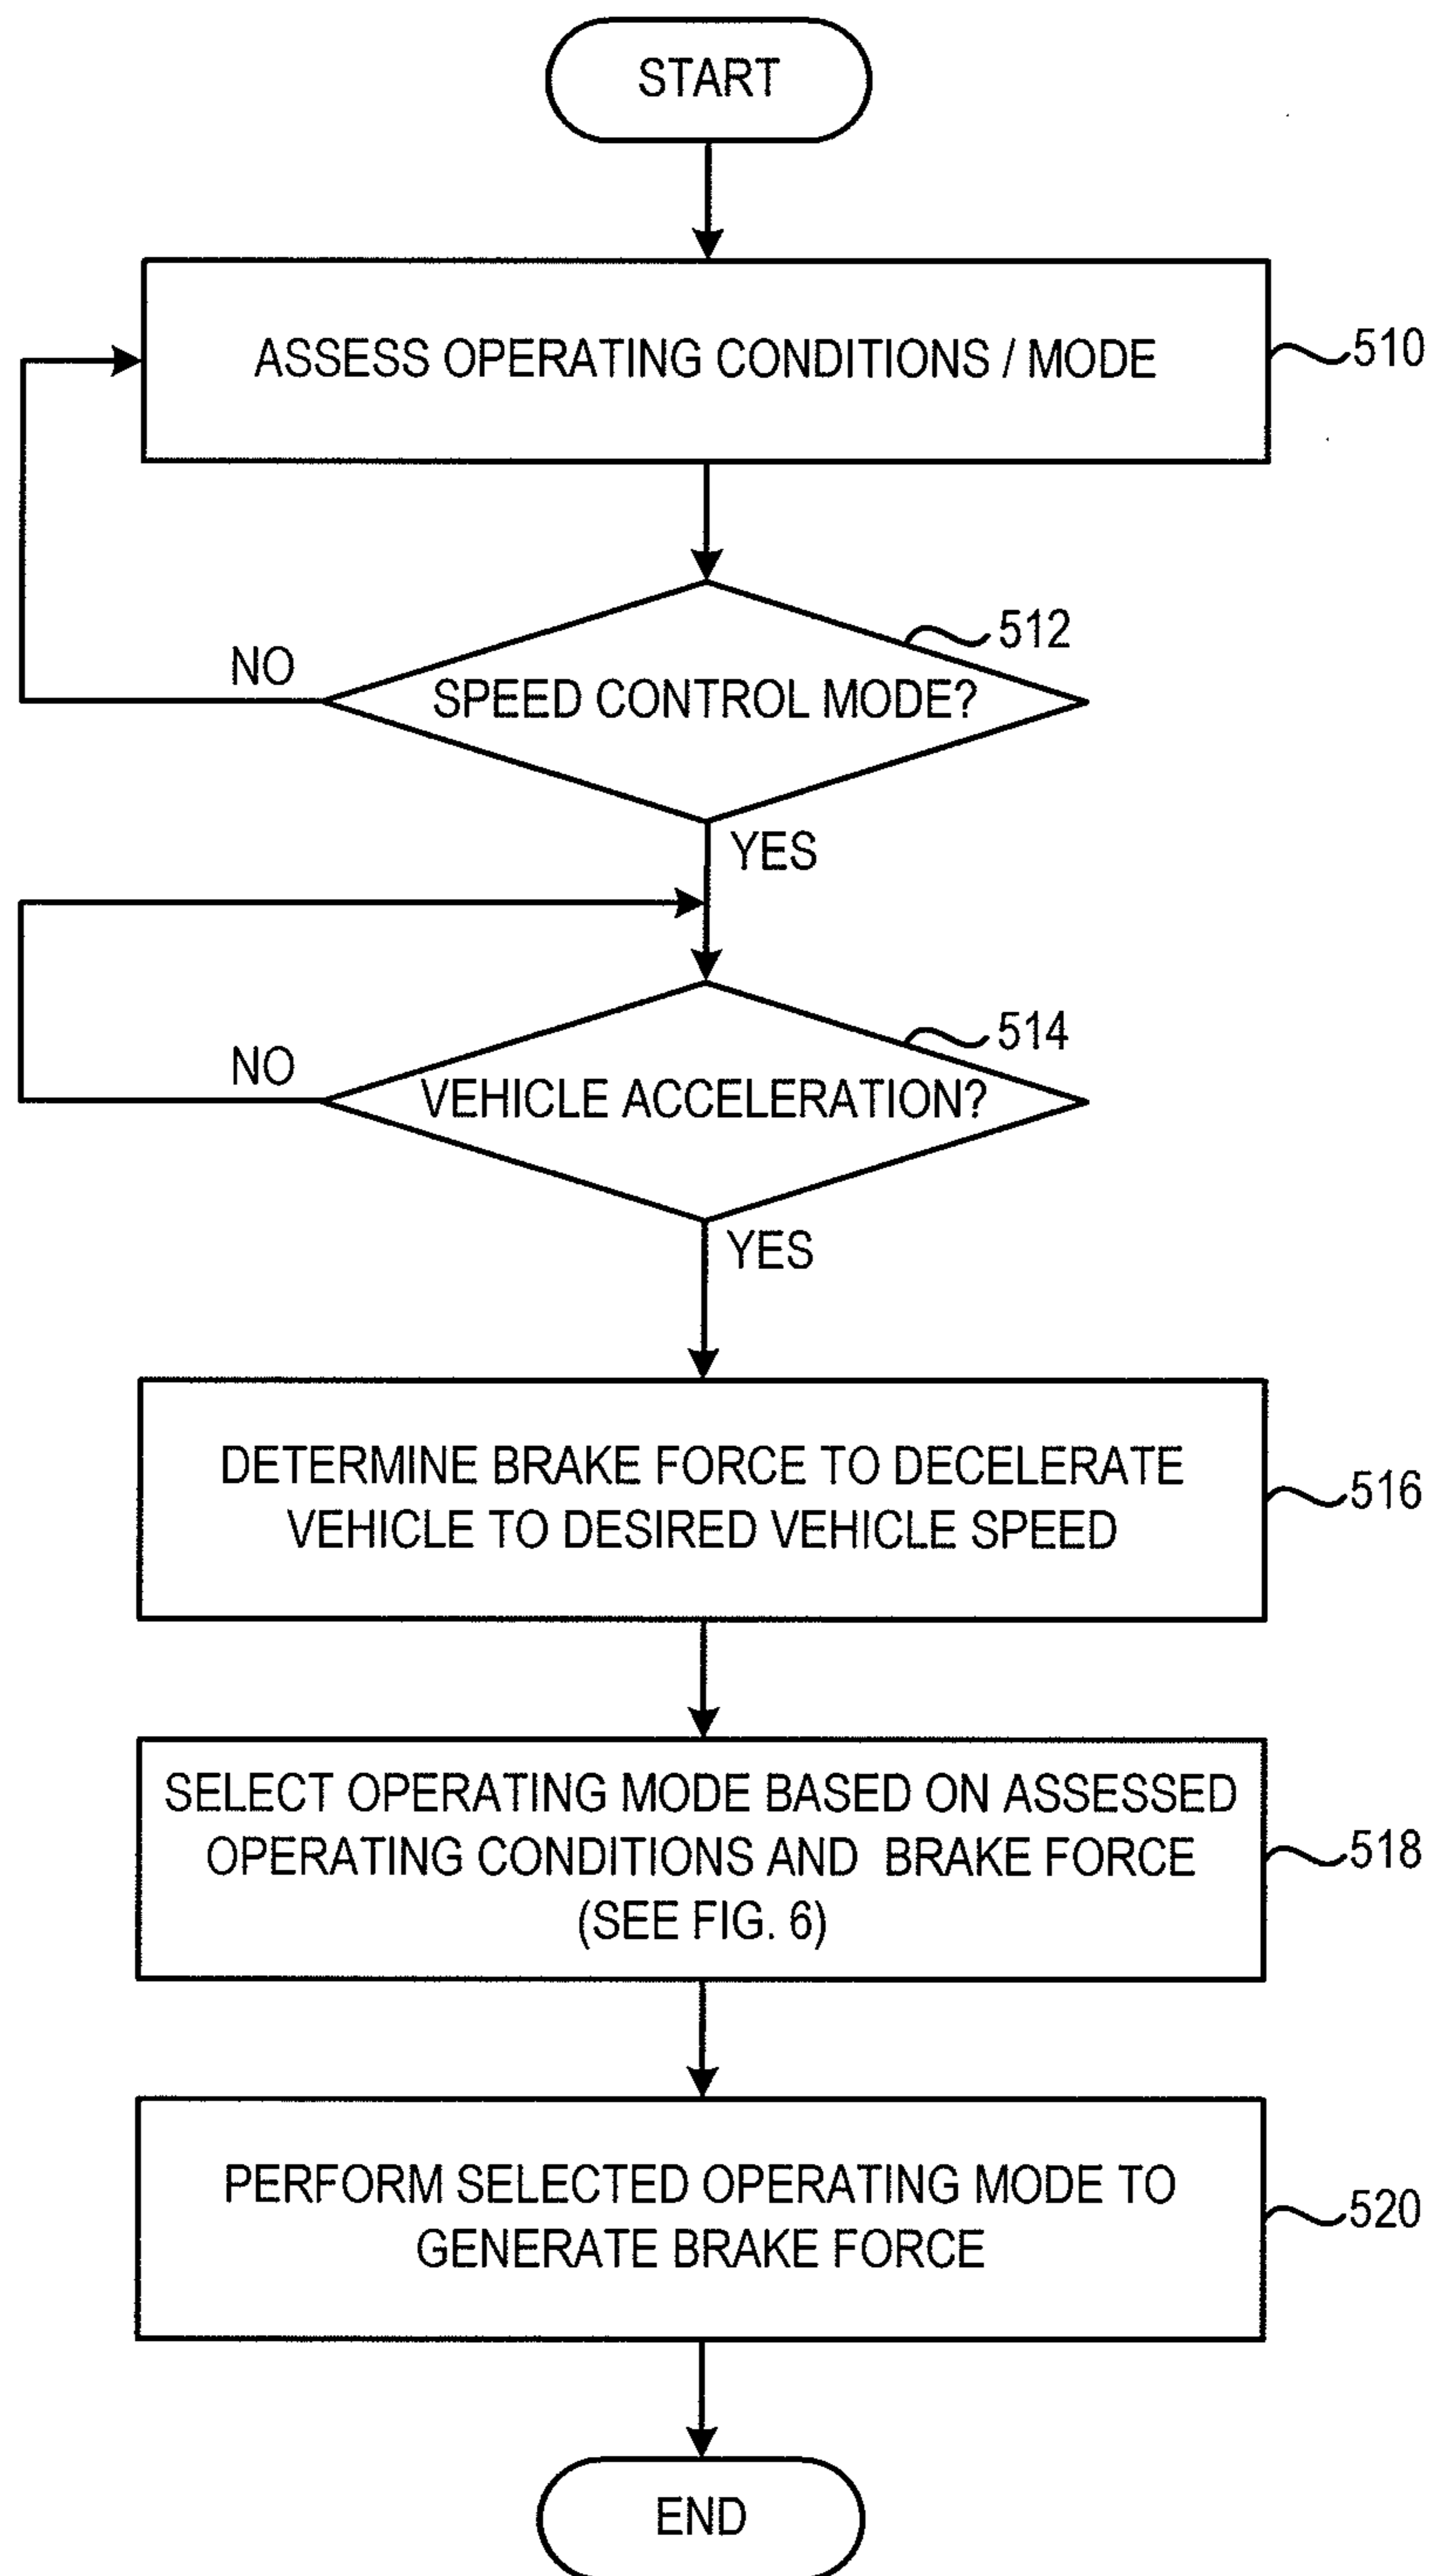 START
ASSESS OPERATING CONDITIONS / MODE
510
512
NO
SPEED CONTROL MODE?
YES
514
NO
VEHICLE ACCELERATION?
YES
DETERMINE BRAKE FORCE TO DECELERATE
VEHICLE TO DESIRED VEHICLE SPEED
516
SELECT OPERATING MODE BASED ON ASSESSED
OPERATING CONDITIONS AND BRAKE FORCE
(SEE FIG. 6)
518
PERFORM SELECTED OPERATING MODE TO
GENERATE BRAKE FORCE
520
END